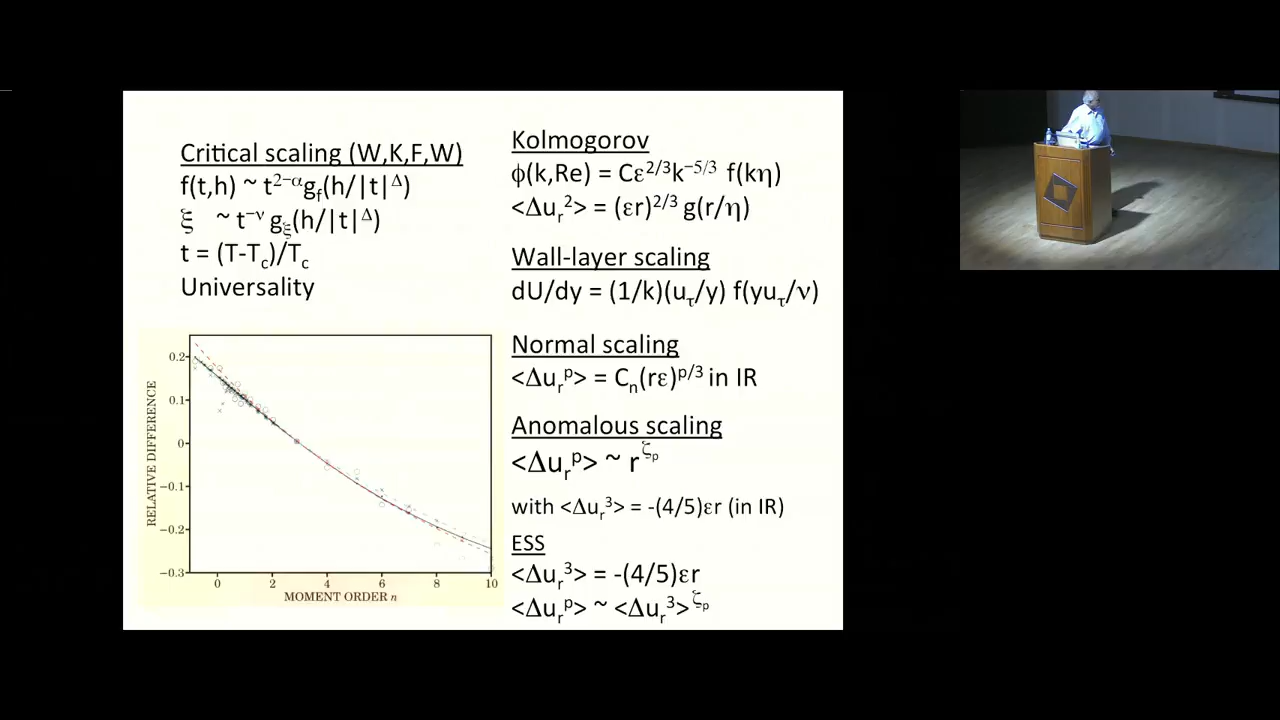 Critical scaling (W,K,F,W)
f(t,h) ~ t²⁻ᵅg_f(h/|t|^Δ)
ξ ~ t^−ν g_ξ(h/|t|^Δ)
t = (T-T_c)/T_c
Universality
0.2
0.1
0
−0.1
−0.2
−0.3
RELATIVE DIFFERENCE
0 2 4 6 8 10
MOMENT ORDER n
Kolmogorov
ϕ(k,Re) = Cε^2/3k^−5/3 f(kη)
<Δu_r^2> = (εr)^2/3 g(r/η)
Wall-layer scaling
dU/dy = (1/k)(u_τ/y) f(yu_τ/ν)
Normal scaling
<Δu_r^p> = C_n(rε)^p/3 in IR
Anomalous scaling
<Δu_r^p> ~ r^ζ_p
with <Δu_r^3> = -(4/5)εr (in IR)
ESS
<Δu_r^3> = -(4/5)εr
<Δu_r^p> ~ <Δu_r^3>^ζ_p